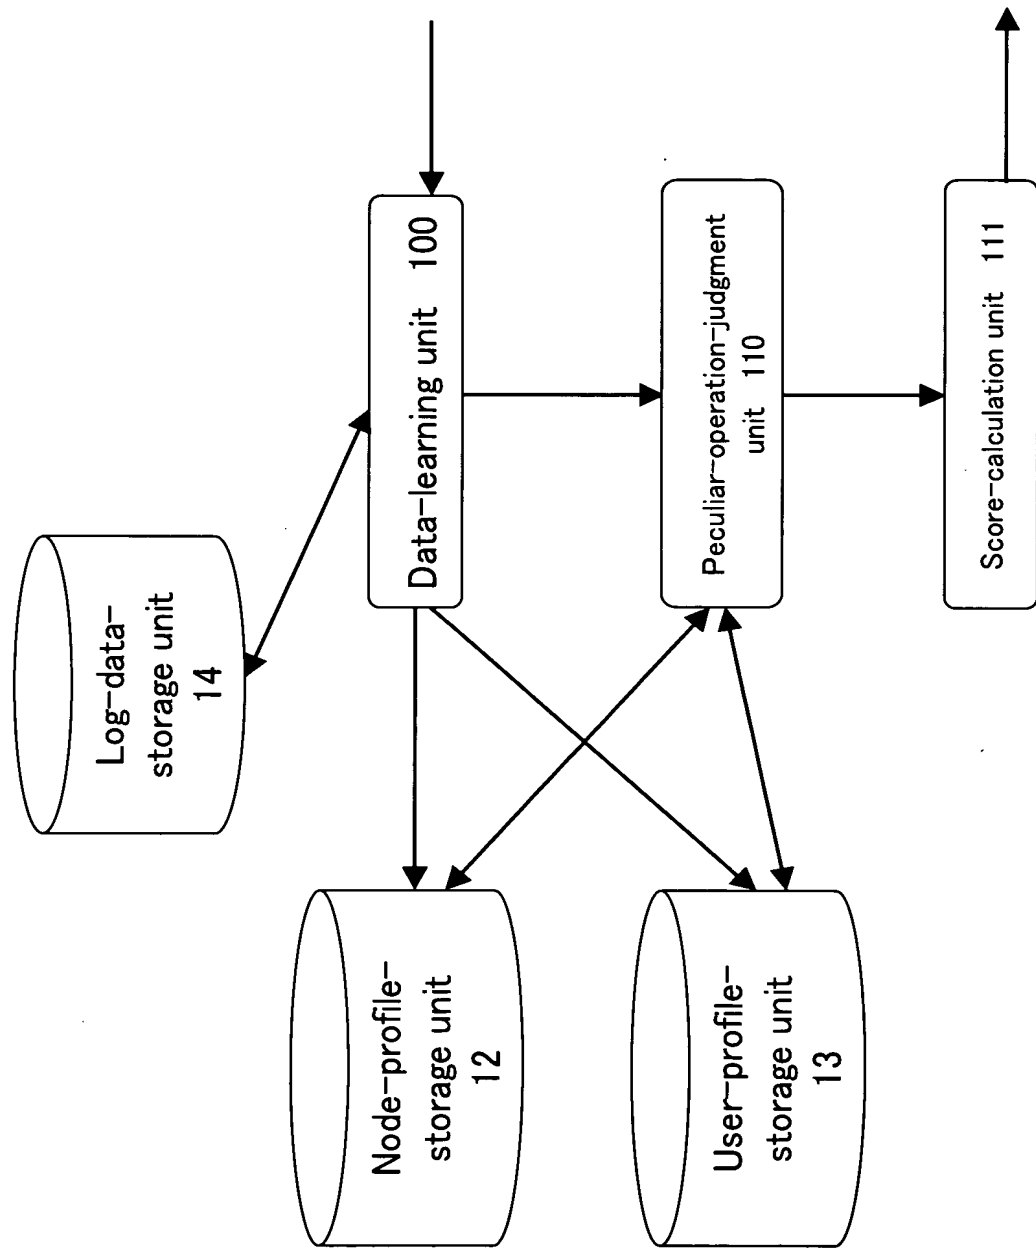 Log-data-
storage unit
14
Data-learning unit 100
Node-profile-
storage unit
12
Peculiar-operation-judgment
unit 110
User-profile-
storage unit
13
Score-calculation unit 111